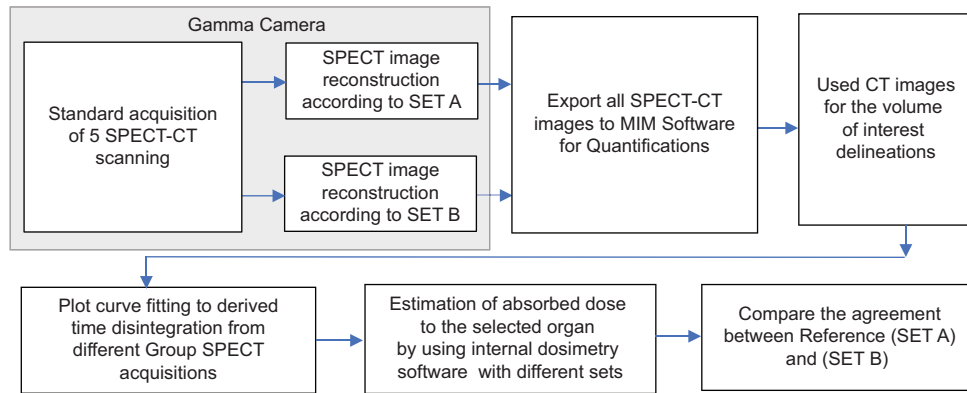 Gamma Camera
Standard acquisition
of 5 SPECT-CT
scanning
SPECT image
reconstruction
according to SET A
SPECT image
reconstruction
according to SET B
Export all SPECT-CT
images to MIM Software
for Quantifications
Used CT images
for the volume
of interest
delineations
Plot curve fitting to derived
time disintegration from
different Group SPECT
acquisitions
Estimation of absorbed dose
to the selected organ
by using internal dosimetry
software with different sets
Compare the agreement
between Reference (SET A)
and (SET B)